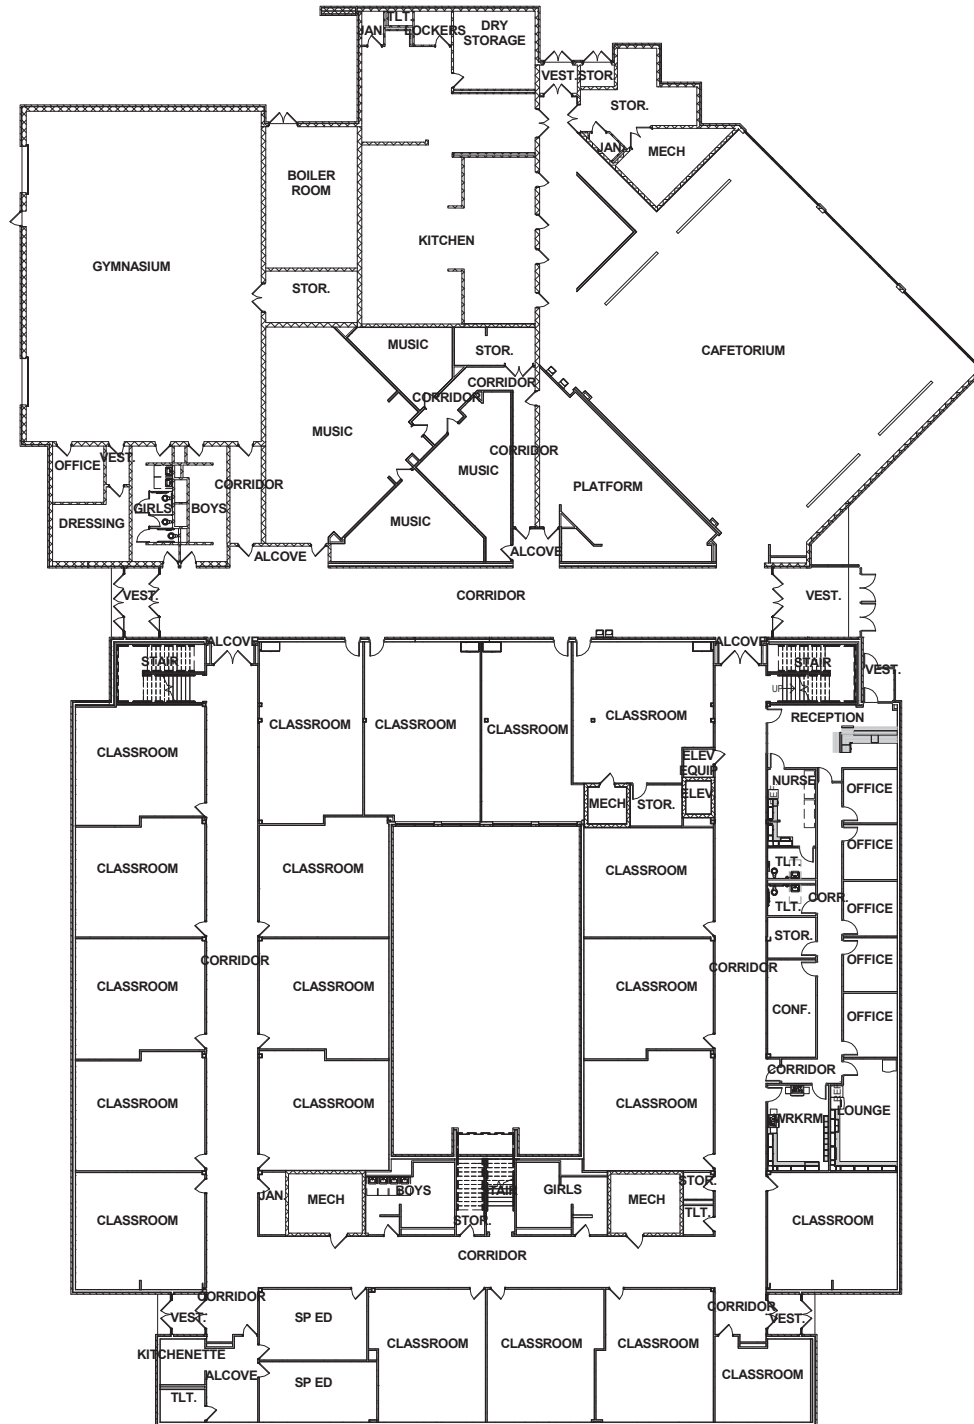 TLT.
JAN
LOCKERS
DRY
STORAGE
VEST.
STOR.
STOR.
JAN.
MECH
BOILER
ROOM
KITCHEN
GYMNASIUM
STOR.
MUSIC
STOR.
CAFETORIUM
CORRIDOR
CORRIDOR
MUSIC
CORRIDOR
MUSIC
OFFICE
VEST.
CORRIDOR
PLATFORM
GIRLS
BOYS
DRESSING
MUSIC
ALCOVE
ALCOVE
VEST.
CORRIDOR
VEST.
ALCOVE
ALCOVE
STAIR
STAIR
VEST.
UP
RECEPTION
CLASSROOM
CLASSROOM
CLASSROOM
CLASSROOM
CLASSROOM
ELEV
EQUIP
ELEV
MECH
STOR.
NURSE
OFFICE
CLASSROOM
CLASSROOM
CLASSROOM
OFFICE
TLT.
TLT.
CORR.
OFFICE
STOR.
CORRIDOR
CORRIDOR
OFFICE
CLASSROOM
CLASSROOM
CLASSROOM
CONF.
OFFICE
CORRIDOR
CLASSROOM
CLASSROOM
CLASSROOM
WRKRM
LOUNGE
JAN.
MECH
BOYS
STAIR
GIRLS
MECH
STOR.
CLASSROOM
CLASSROOM
STOR.
TLT.
CORRIDOR
CORRIDOR
CORRIDOR
VEST.
VEST.
SP ED
CLASSROOM
CLASSROOM
CLASSROOM
KITCHENETTE
ALCOVE
SP ED
CLASSROOM
TLT.